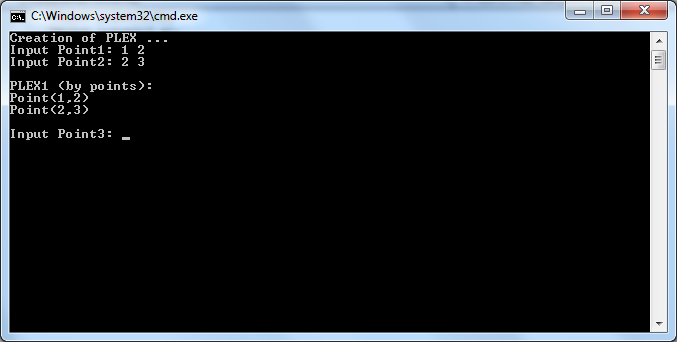 C:\Windows\system32\cmd.exe
Creation of PLEX ...
Input Point1: 1 2
Input Point2: 2 3
PLEX1 (by points):
Point(1,2)
Point(2,3)
Input Point3: _